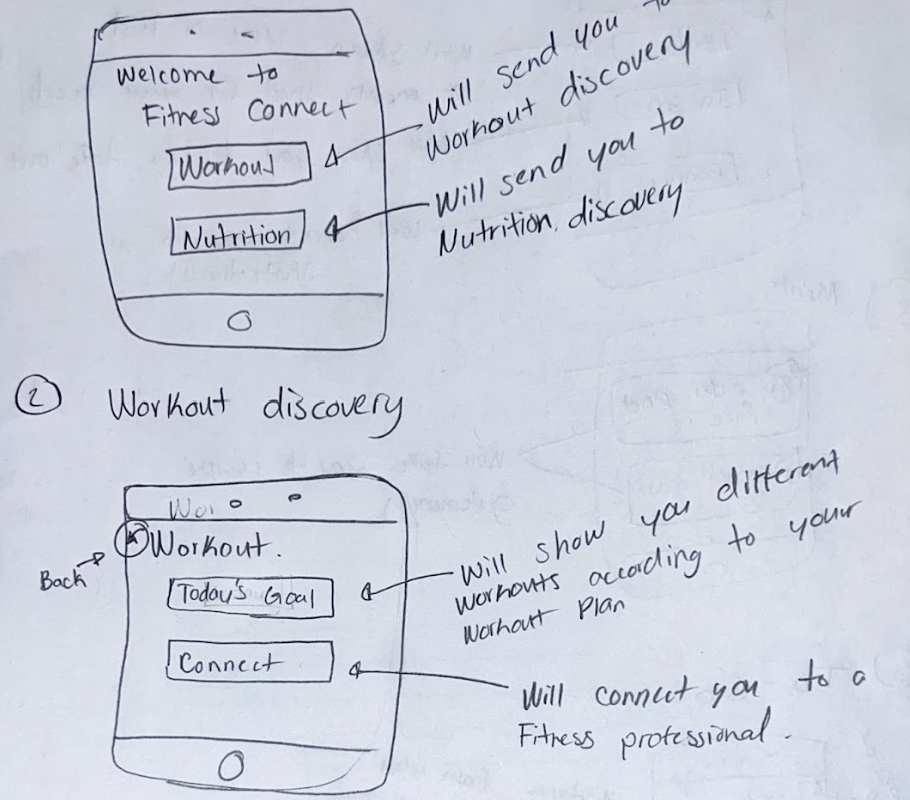 Welcome to
Fitness Connect
Workout
Nutrition
Will send you to
Workout discovery
Will send you to
Nutrition discovery
2 Workout discovery
Wor
Workout.
Back
Today's Goal
Connect
Will show you different
workouts according to your
workout Plan
Will connect you to a
Fitness professional.